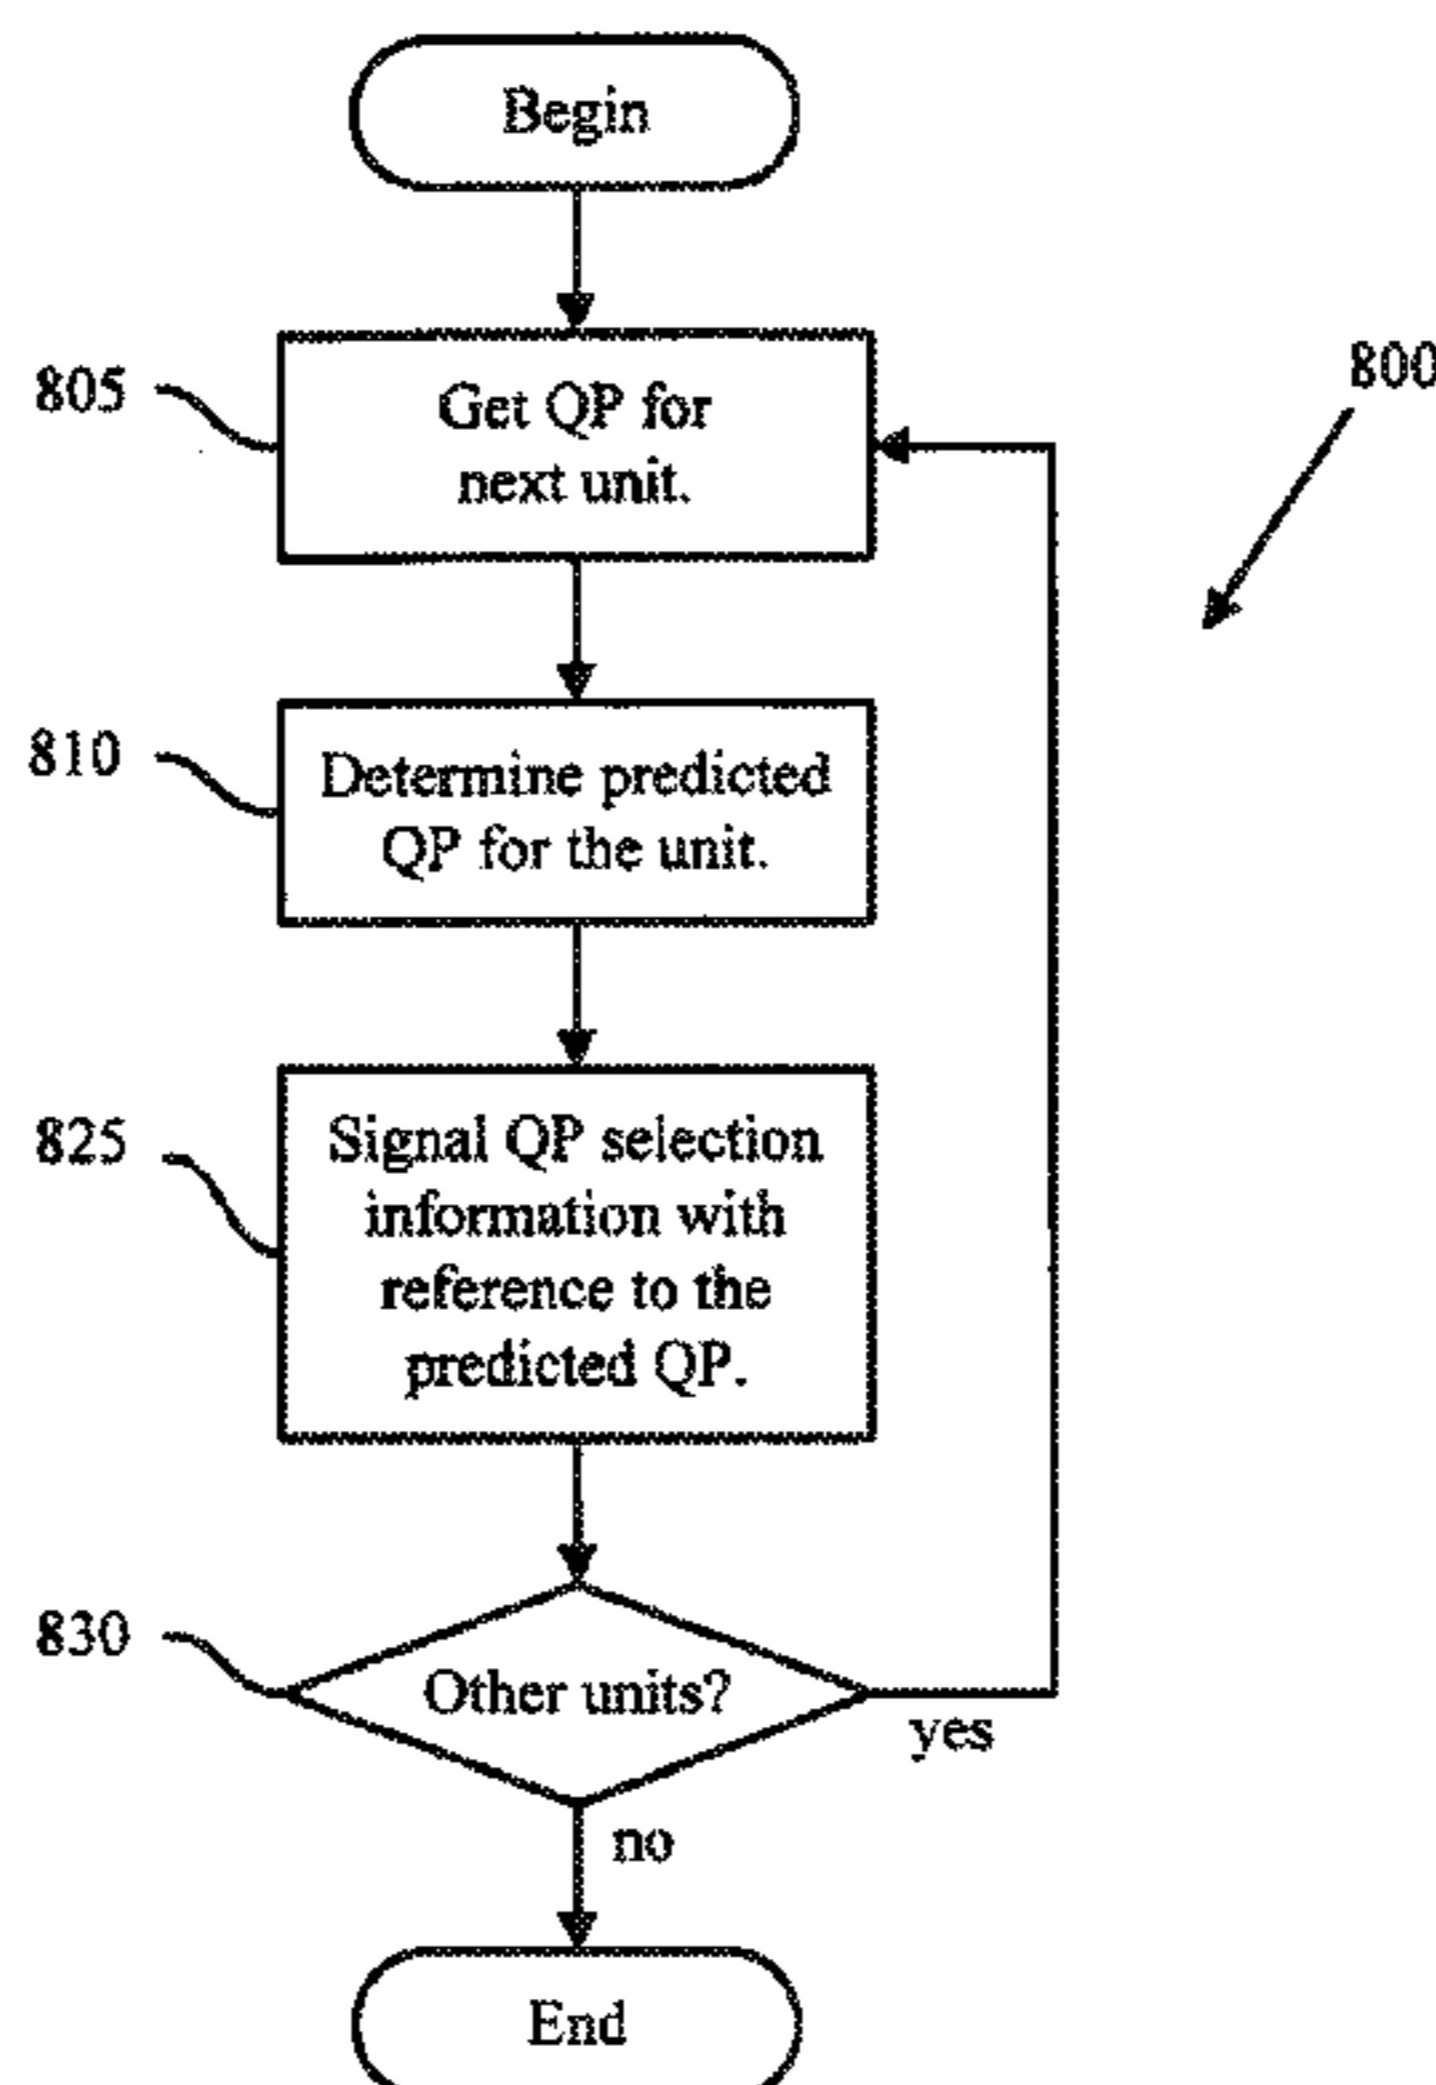 Begin
800
805
Get QP for
next unit.
810
Determine predicted
QP for the unit.
825
Signal QP selection
information with
reference to the
predicted QP.
830
Other units?
yes
no
End